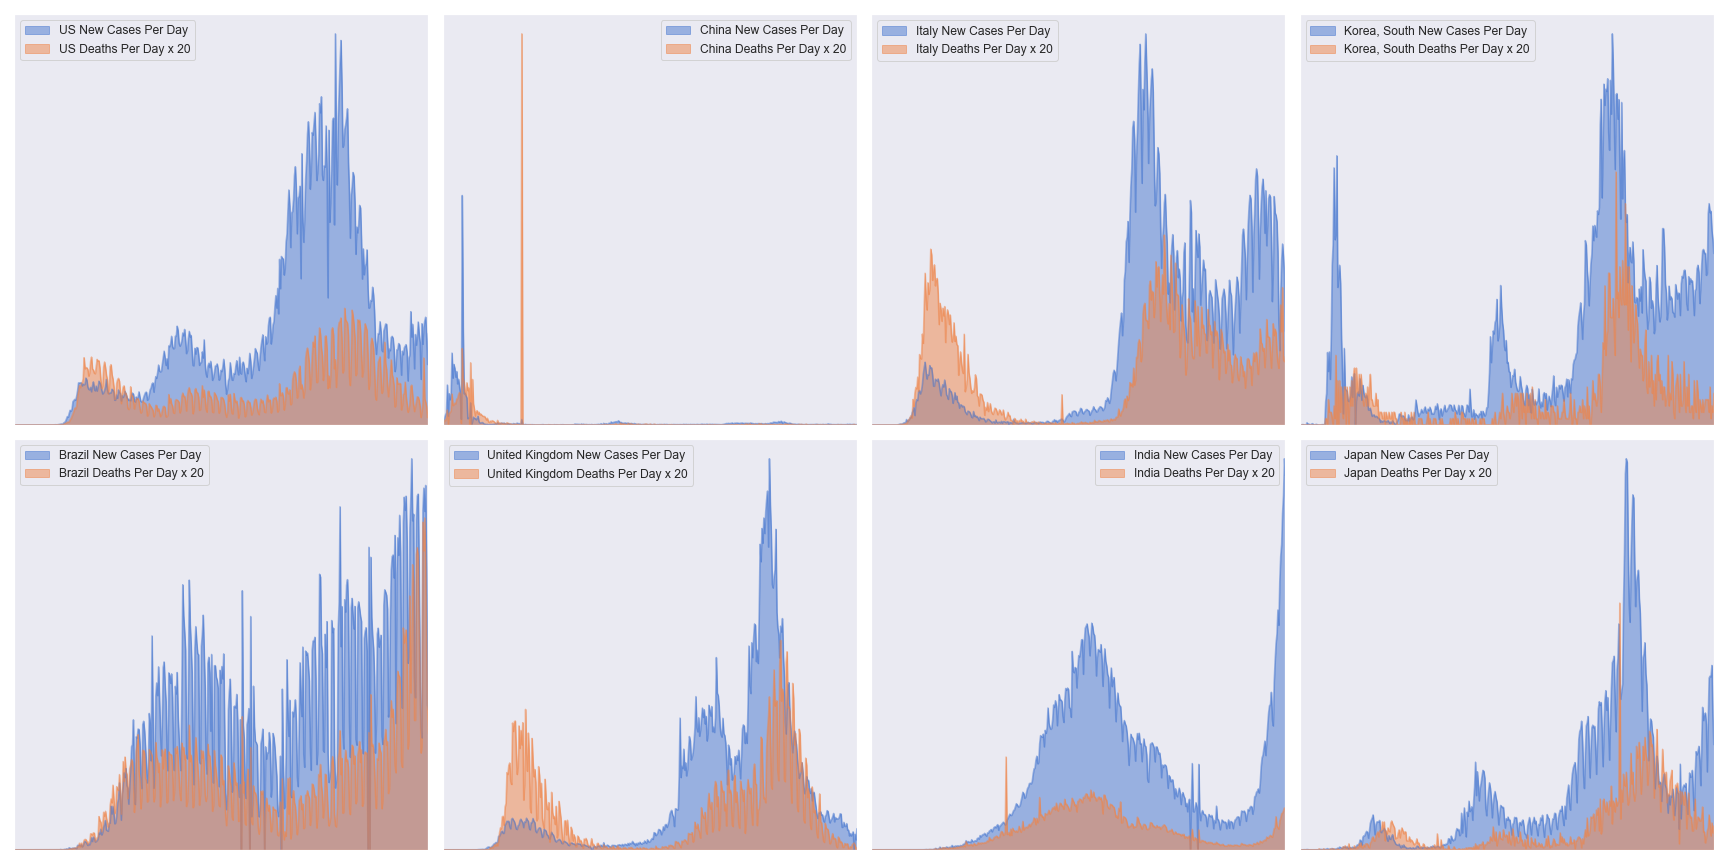 US New Cases Per Day
US Deaths Per Day x 20
China New Cases Per Day
China Deaths Per Day x 20
Italy New Cases Per Day
Italy Deaths Per Day x 20
Korea, South New Cases Per Day
Korea, South Deaths Per Day x 20
Brazil New Cases Per Day
Brazil Deaths Per Day x 20
United Kingdom New Cases Per Day
United Kingdom Deaths Per Day x 20
India New Cases Per Day
India Deaths Per Day x 20
Japan New Cases Per Day
Japan Deaths Per Day x 20